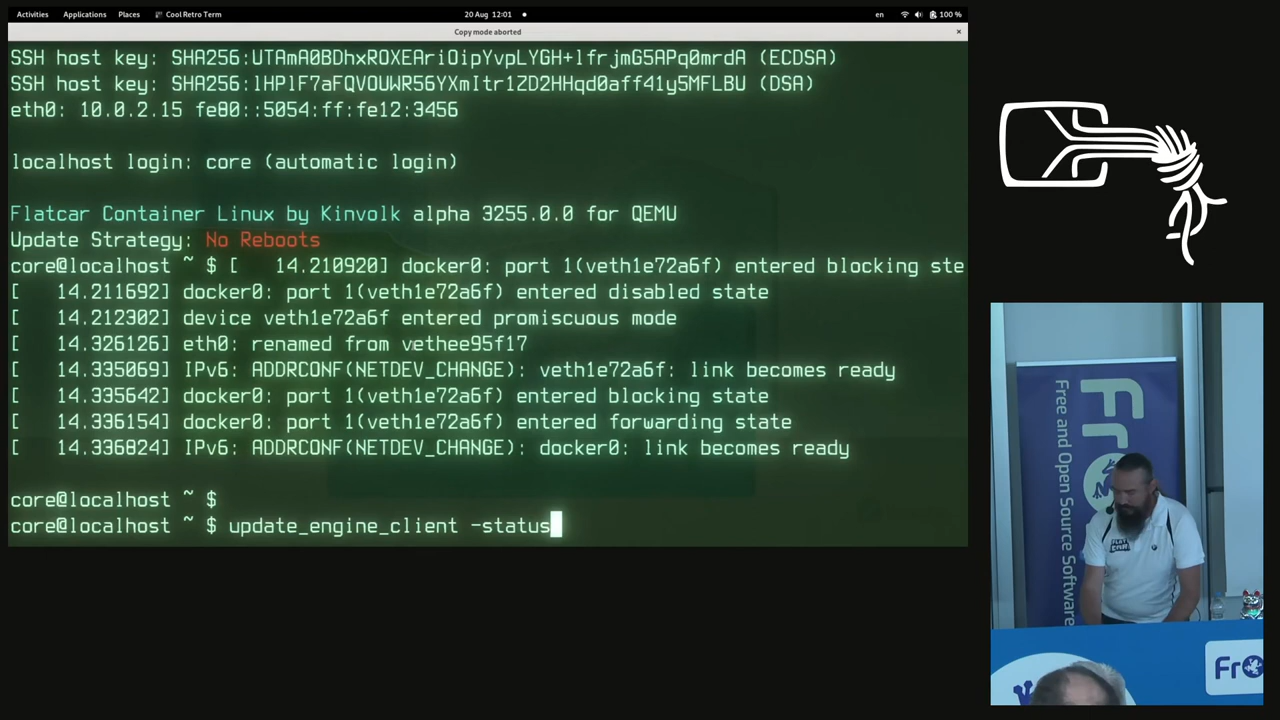 Activities Applications Places Cool Retro Term 20 Aug 12:01 en 100 %
Copy mode aborted
SSH host key: SHA256:UTAmA0BDhxROXEAriOipYvpLYGH+lfrjmG5APq0mrdA (ECDSA)
SSH host key: SHA256:lHPlF7aFQVOUWR56YXmItr1ZD2HHqd0aff41y5MFLBU (DSA)
eth0: 10.0.2.15 fe80::5054:ff:fe12:3456
localhost login: core (automatic login)
Flatcar Container Linux by Kinvolk alpha 3255.0.0 for QEMU
Update Strategy: No Reboots
core@localhost ~ $ [   14.210920] docker0: port 1(veth1e72a6f) entered blocking ste
[   14.211692] docker0: port 1(veth1e72a6f) entered disabled state
[   14.212302] device veth1e72a6f entered promiscuous mode
[   14.326126] eth0: renamed from vethee95f17
[   14.335069] IPv6: ADDRCONF(NETDEV_CHANGE): veth1e72a6f: link becomes ready
[   14.335642] docker0: port 1(veth1e72a6f) entered blocking state
[   14.336154] docker0: port 1(veth1e72a6f) entered forwarding state
[   14.336824] IPv6: ADDRCONF(NETDEV_CHANGE): docker0: link becomes ready
core@localhost ~ $
core@localhost ~ $ update_engine_client -status
Free and Open Source Software